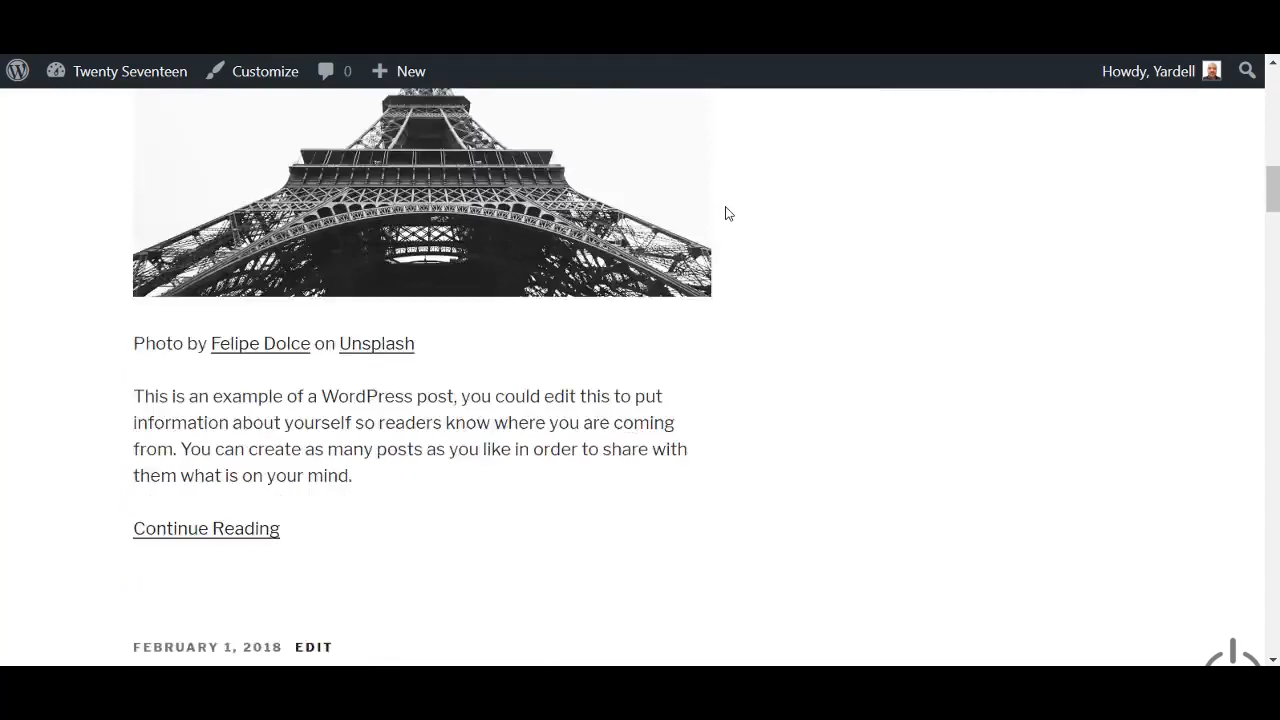 Twenty Seventeen Customize 0 New Howdy, Yardell
Photo by Felipe Dolce on Unsplash
This is an example of a WordPress post, you could edit this to put
information about yourself so readers know where you are coming
from. You can create as many posts as you like in order to share with
them what is on your mind.
Continue Reading
FEBRUARY 1, 2018 EDIT